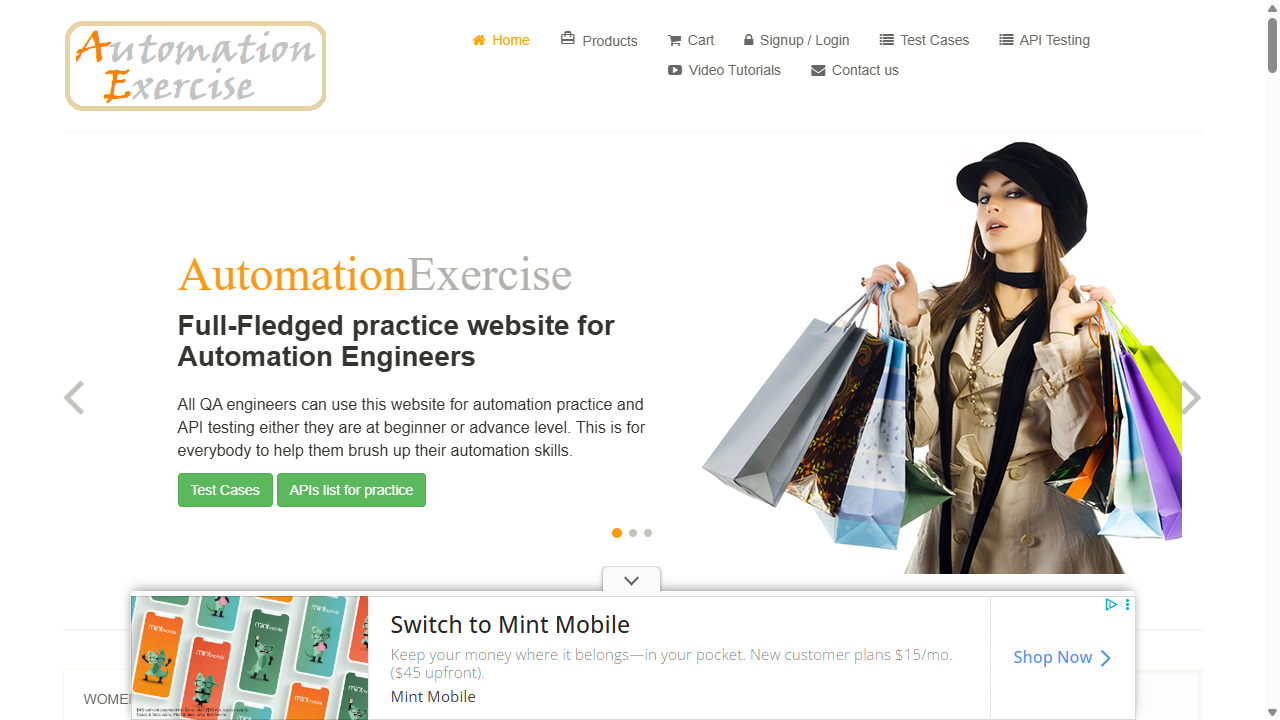 Automation
Exercise
Home
Products
Cart
Signup / Login
Test Cases
API Testing
Video Tutorials
Contact us
AutomationExercise
Full-Fledged practice website for
Automation Engineers
All QA engineers can use this website for automation practice and
API testing either they are at beginner or advance level. This is for
everybody to help them brush up their automation skills.
Test Cases
APIs list for practice
Switch to Mint Mobile
Keep your money where it belongs—in your pocket. New customer plans $15/mo.
($45 upfront).
Mint Mobile
Shop Now